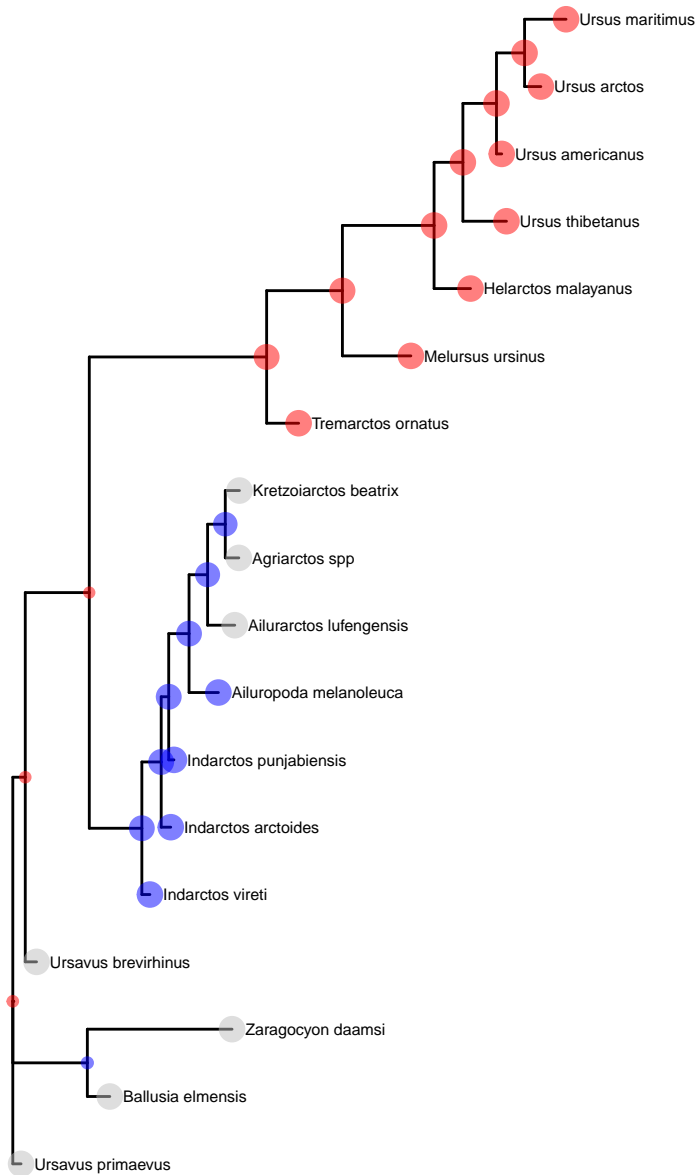 Ursus maritimus
Ursus arctos
Ursus americanus
Ursus thibetanus
Helarctos malayanus
Melursus ursinus
Tremarctos ornatus
Kretzoiarctos beatrix
Agriarctos spp
Ailurarctos lufengensis
Ailuropoda melanoleuca
Indarctos punjabiensis
Indarctos arctoides
Indarctos vireti
Ursavus brevirhinus
Zaragocyon daamsi
Ballusia elmensis
Ursavus primaevus